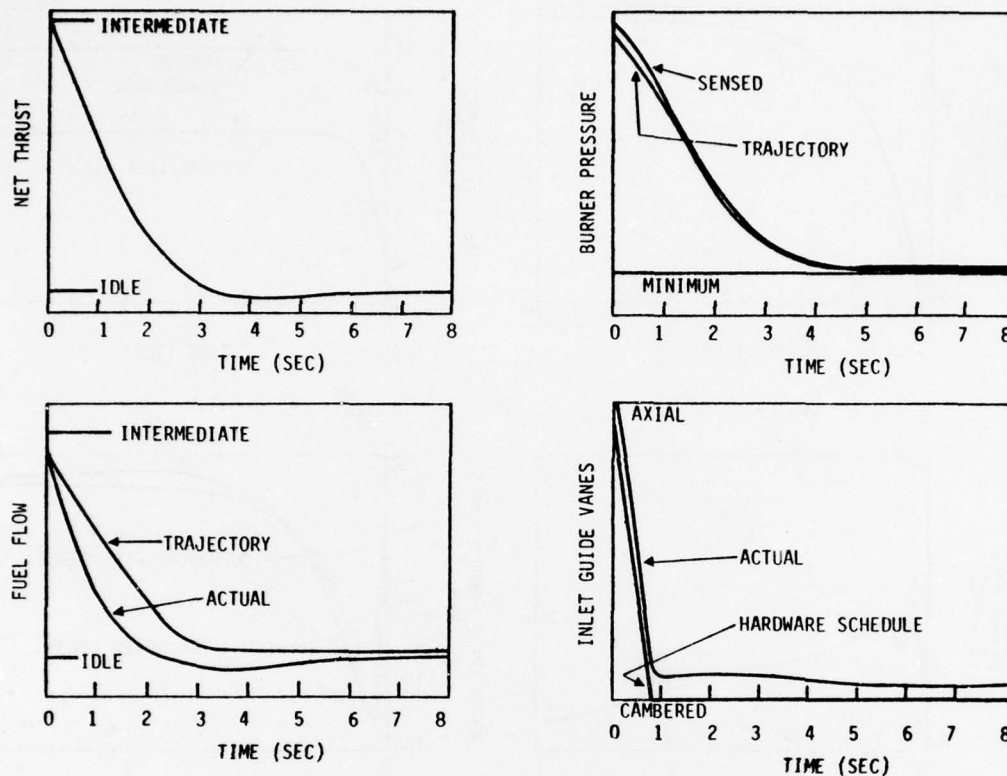 INTERMEDIATE
NET THRUST
IDLE
0 1 2 3 4 5 6 7 8
TIME (SEC)
SENSED
TRAJECTORY
BURNER PRESSURE
MINIMUM
0 1 2 3 4 5 6 7 8
TIME (SEC)
INTERMEDIATE
FUEL FLOW
TRAJECTORY
ACTUAL
IDLE
0 1 2 3 4 5 6 7 8
TIME (SEC)
AXIAL
INLET GUIDE VANES
ACTUAL
HARDWARE SCHEDULE
CAMBERED
0 1 2 3 4 5 6 7 8
TIME (SEC)